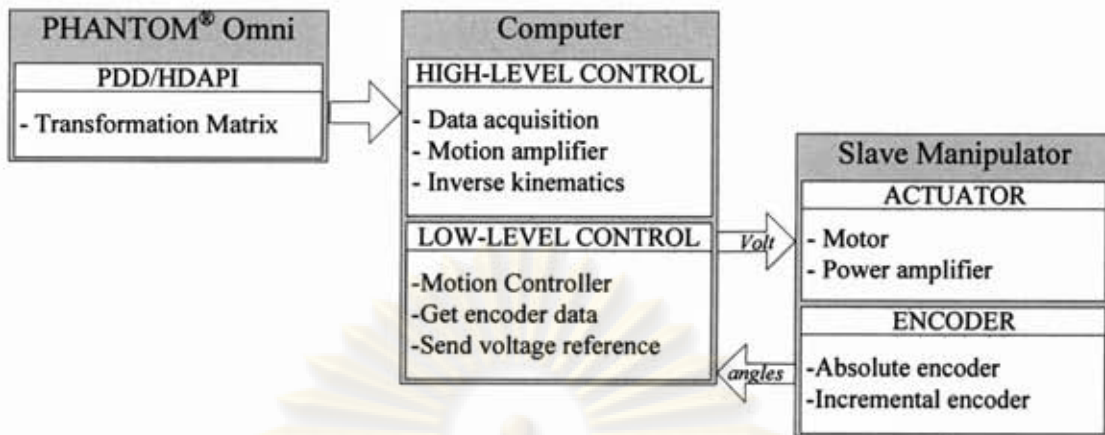 PHANTOM® Omni
PDD/HDAPI
- Transformation Matrix
Computer
HIGH-LEVEL CONTROL
- Data acquisition
- Motion amplifier
- Inverse kinematics
LOW-LEVEL CONTROL
-Motion Controller
-Get encoder data
-Send voltage reference
Volt
angles
Slave Manipulator
ACTUATOR
- Motor
- Power amplifier
ENCODER
-Absolute encoder
-Incremental encoder